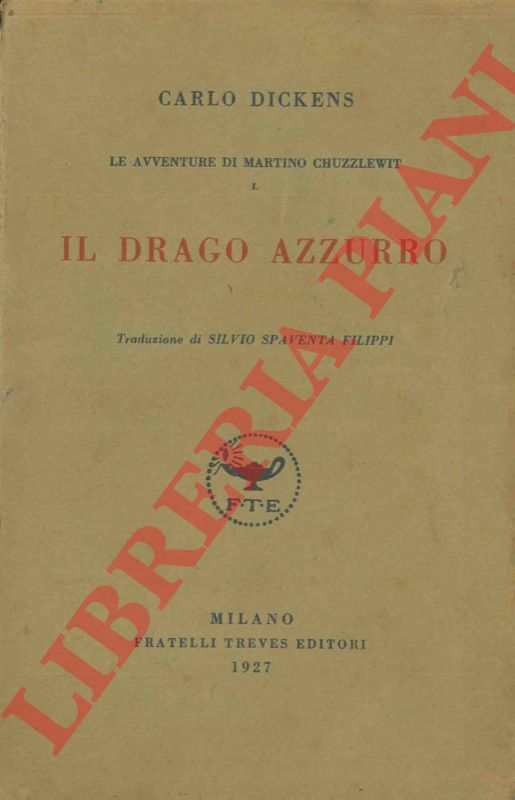 CARLO DICKENS
LE AVVENTURE DI MARTINO CHUZZLEWIT
I.
IL DRAGO AZZURRO
Traduzione di SILVIO SPAVENTA FILIPPI
F·T·E
MILANO
FRATELLI TREVES EDITORI
1927
LIBRERIA PIANI